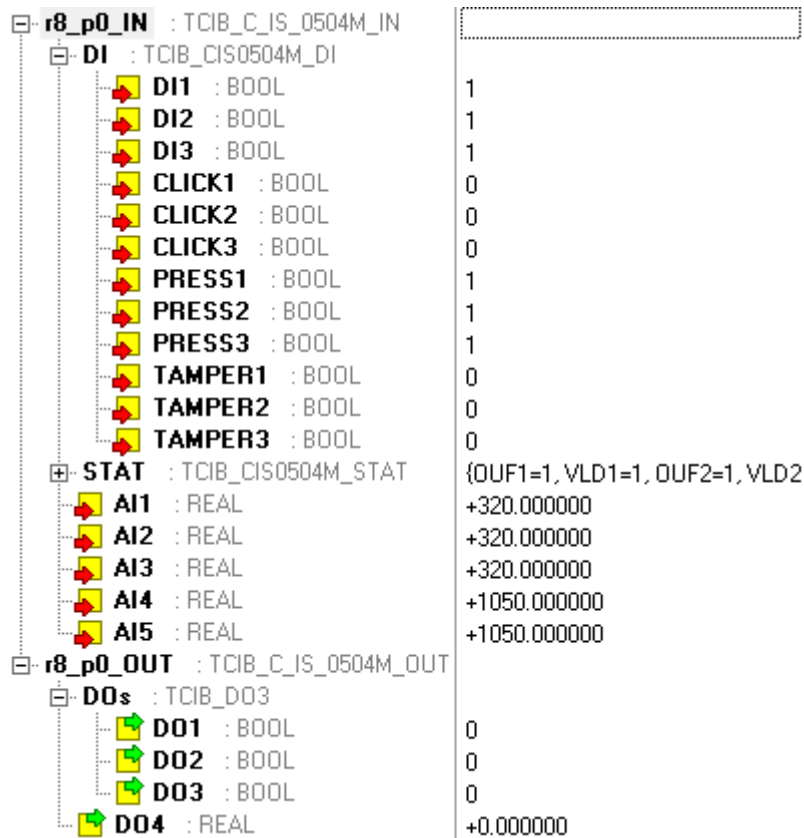 r8_p0_IN : TCIB_C_IS_0504M_IN
DI : TCIB_CIS0504M_DI
DI1 : BOOL 1
DI2 : BOOL 1
DI3 : BOOL 1
CLICK1 : BOOL 0
CLICK2 : BOOL 0
CLICK3 : BOOL 0
PRESS1 : BOOL 1
PRESS2 : BOOL 1
PRESS3 : BOOL 1
TAMPER1 : BOOL 0
TAMPER2 : BOOL 0
TAMPER3 : BOOL 0
STAT : TCIB_CIS0504M_STAT {OUF1=1, VLD1=1, OUF2=1, VLD2
AI1 : REAL +320.000000
AI2 : REAL +320.000000
AI3 : REAL +320.000000
AI4 : REAL +1050.000000
AI5 : REAL +1050.000000
r8_p0_OUT : TCIB_C_IS_0504M_OUT
DOs : TCIB_DO3
DO1 : BOOL 0
DO2 : BOOL 0
DO3 : BOOL 0
DO4 : REAL +0.000000